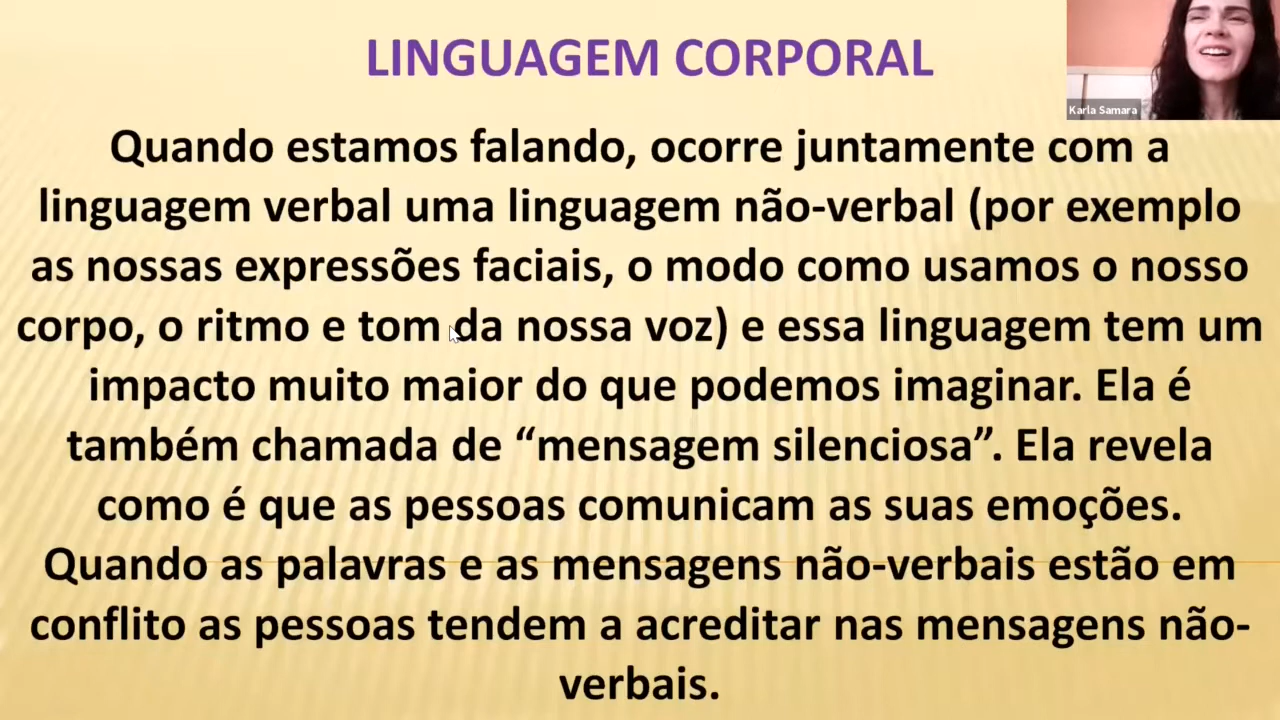 LINGUAGEM CORPORAL
Karla Samara
Quando estamos falando, ocorre juntamente com a
linguagem verbal uma linguagem não-verbal (por exemplo
as nossas expressões faciais, o modo como usamos o nosso
corpo, o ritmo e tom da nossa voz) e essa linguagem tem um
impacto muito maior do que podemos imaginar. Ela é
também chamada de “mensagem silenciosa”. Ela revela
como é que as pessoas comunicam as suas emoções.
Quando as palavras e as mensagens não-verbais estão em
conflito as pessoas tendem a acreditar nas mensagens não-
verbais.